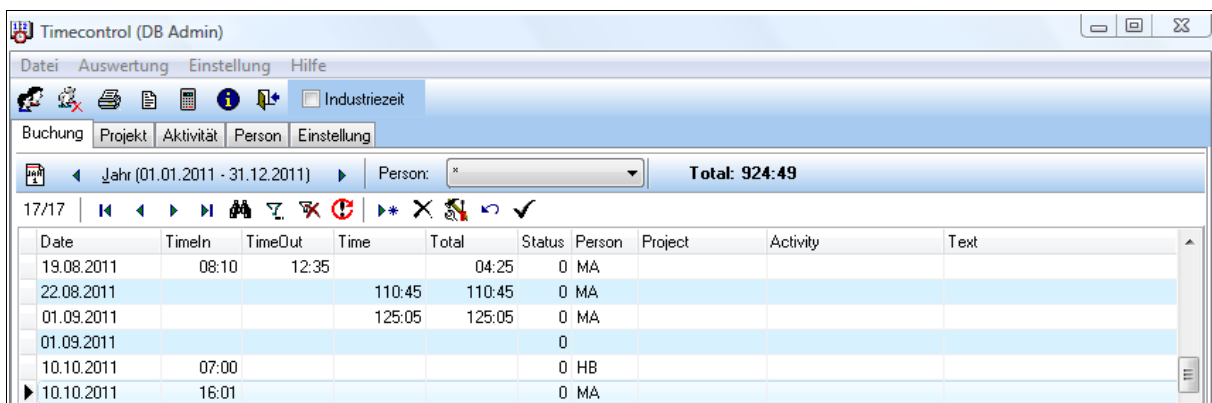 Timecontrol (DB Admin)
Datei Auswertung Einstellung Hilfe
Industriezeit
Buchung Projekt Aktivität Person Einstellung
Jahr (01.01.2011 - 31.12.2011) Person: * Total: 924:49
17/17
Date TimeIn TimeOut Time Total Status Person Project Activity Text
19.08.2011 08:10 12:35 04:25 0 MA
22.08.2011 110:45 110:45 0 MA
01.09.2011 125:05 125:05 0 MA
01.09.2011 0
10.10.2011 07:00 0 HB
10.10.2011 16:01 0 MA